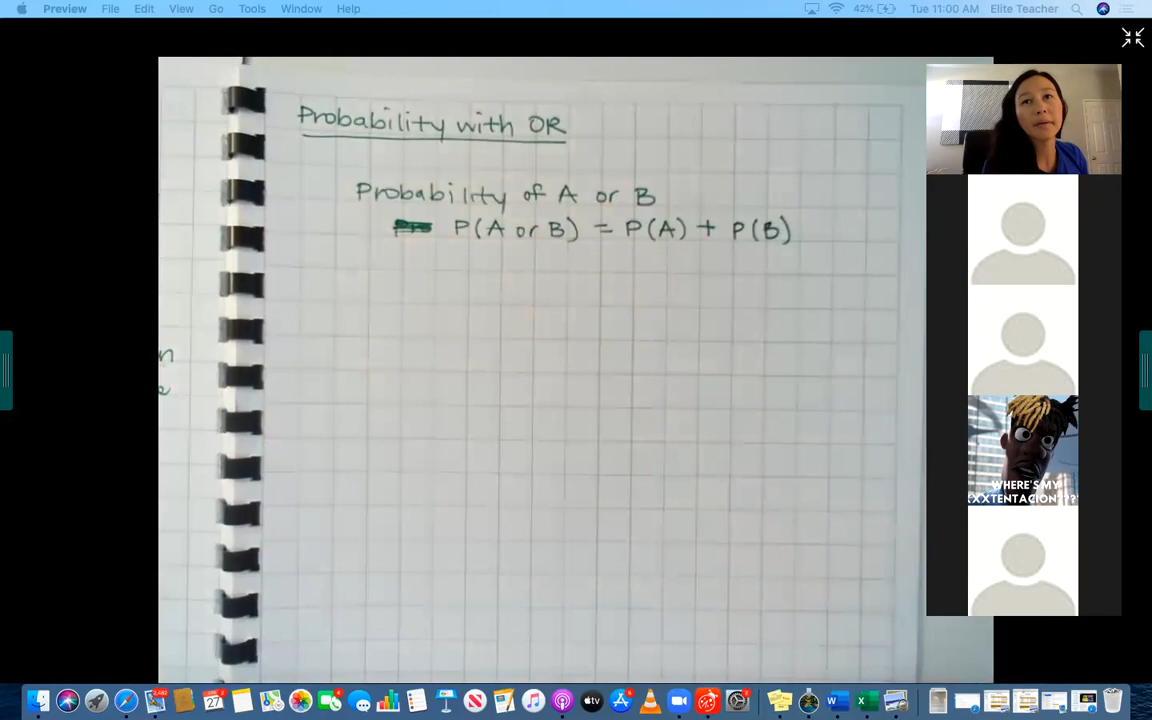 Preview File Edit View Go Tools Window Help 42% Tue 11:00 AM Elite Teacher
Probability with OR
Probability of A or B
P(A or B) = P(A) + P(B)
n
e
WHERE'S MY
XXXTENTACION???
27